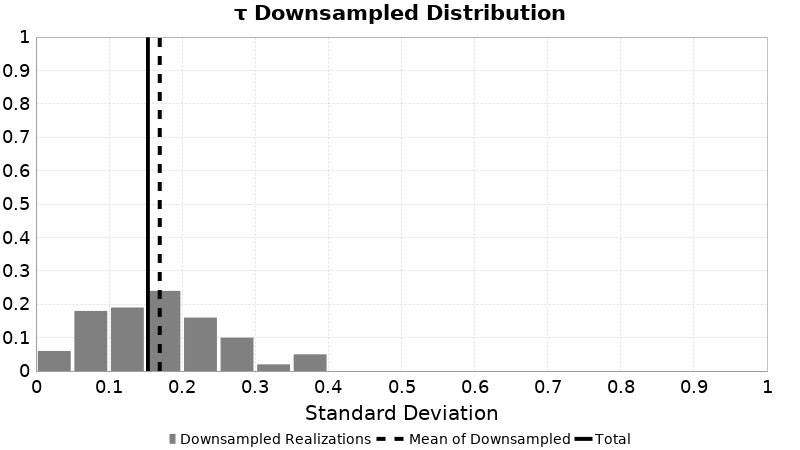 τ Downsampled Distribution
1
0.9
0.8
0.7
0.6
0.5
0.4
0.3
0.2
0.1
0
0 0.1 0.2 0.3 0.4 0.5 0.6 0.7 0.8 0.9 1
Standard Deviation
Downsampled Realizations Mean of Downsampled Total